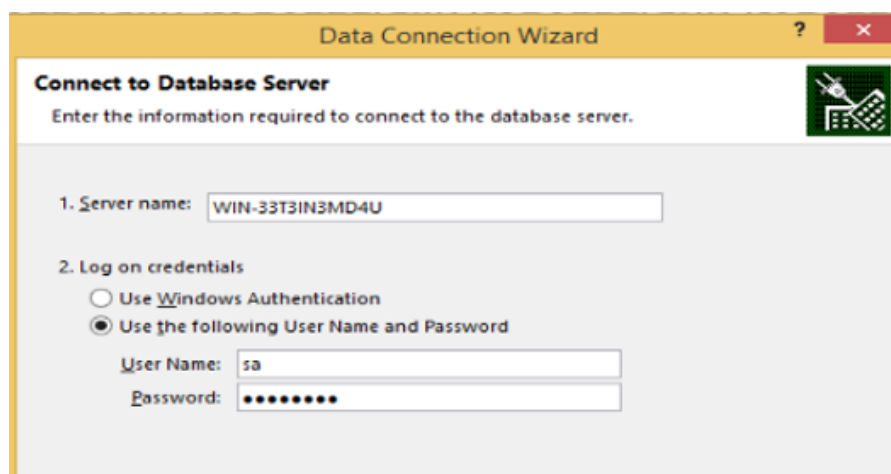 Data Connection Wizard
?
Connect to Database Server
Enter the information required to connect to the database server.
1. Server name: WIN-33T3IN3MD4U
2. Log on credentials
Use Windows Authentication
Use the following User Name and Password
User Name: sa
Password: ••••••••